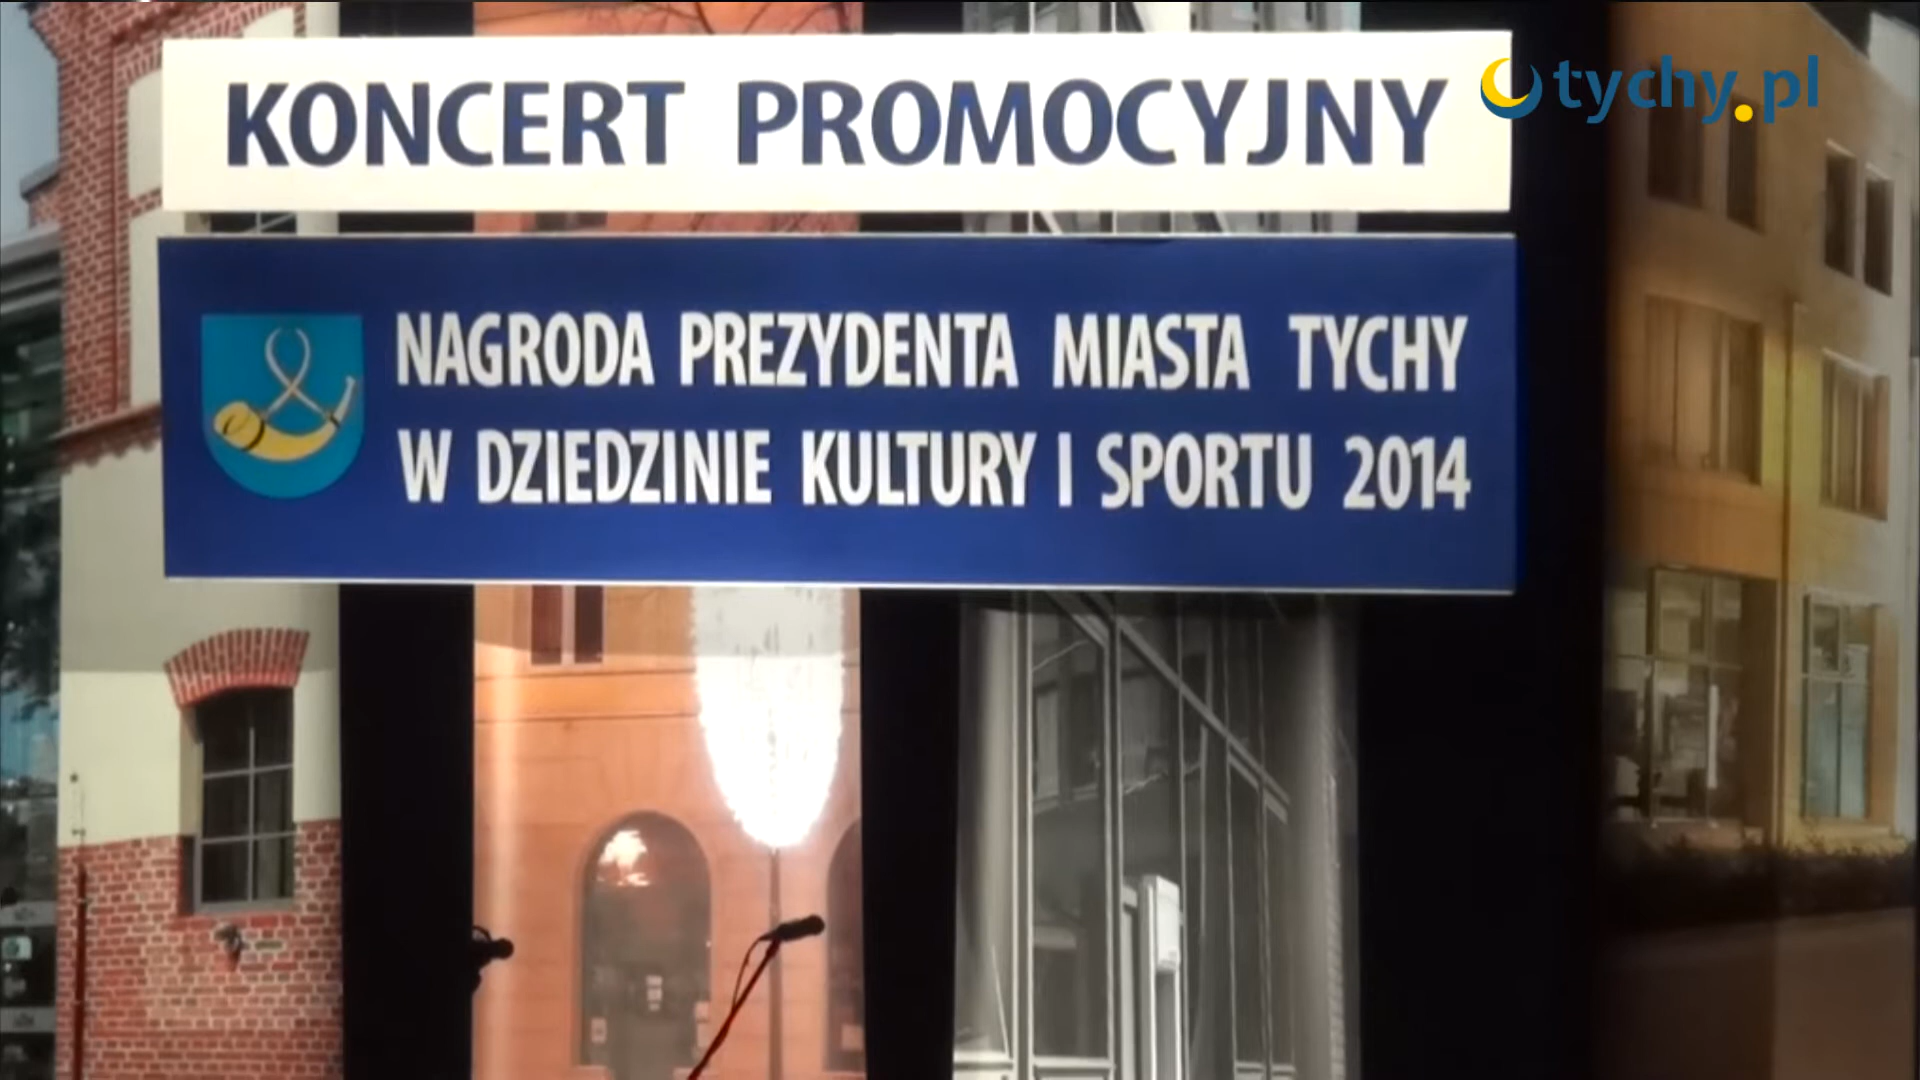 KONCERT PROMOCYJNY
tychy.pl
NAGRODA PREZYDENTA MIASTA TYCHY
W DZIEDZINIE KULTURY I SPORTU 2014